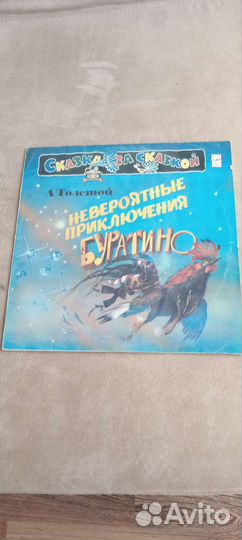 СКАЗКА ЗА СКАЗКОЙ
А Толстой
НЕВЕРОЯТНЫЕ
ПРИКЛЮЧЕНИЯ
БУРАТИНО
Avito